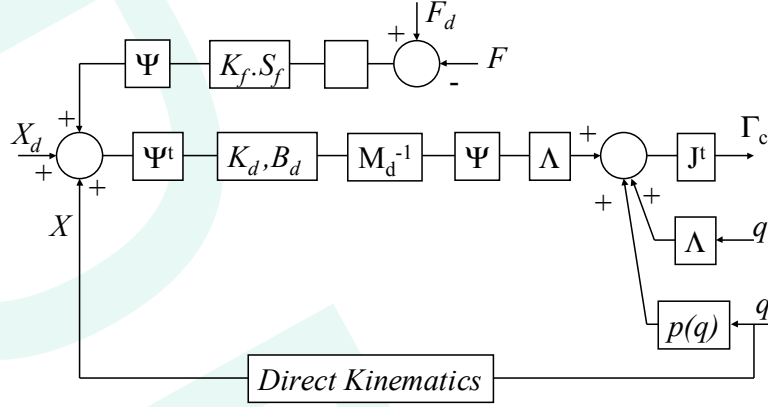 F_d
+
Ψ
K_f.S_f
F
-
+
X_d
+
+
Ψ^t
K_d,B_d
M_d^-1
Ψ
Λ
+
J^t
Γ_c
X
+
+
Λ
q
p(q)
q
Direct Kinematics